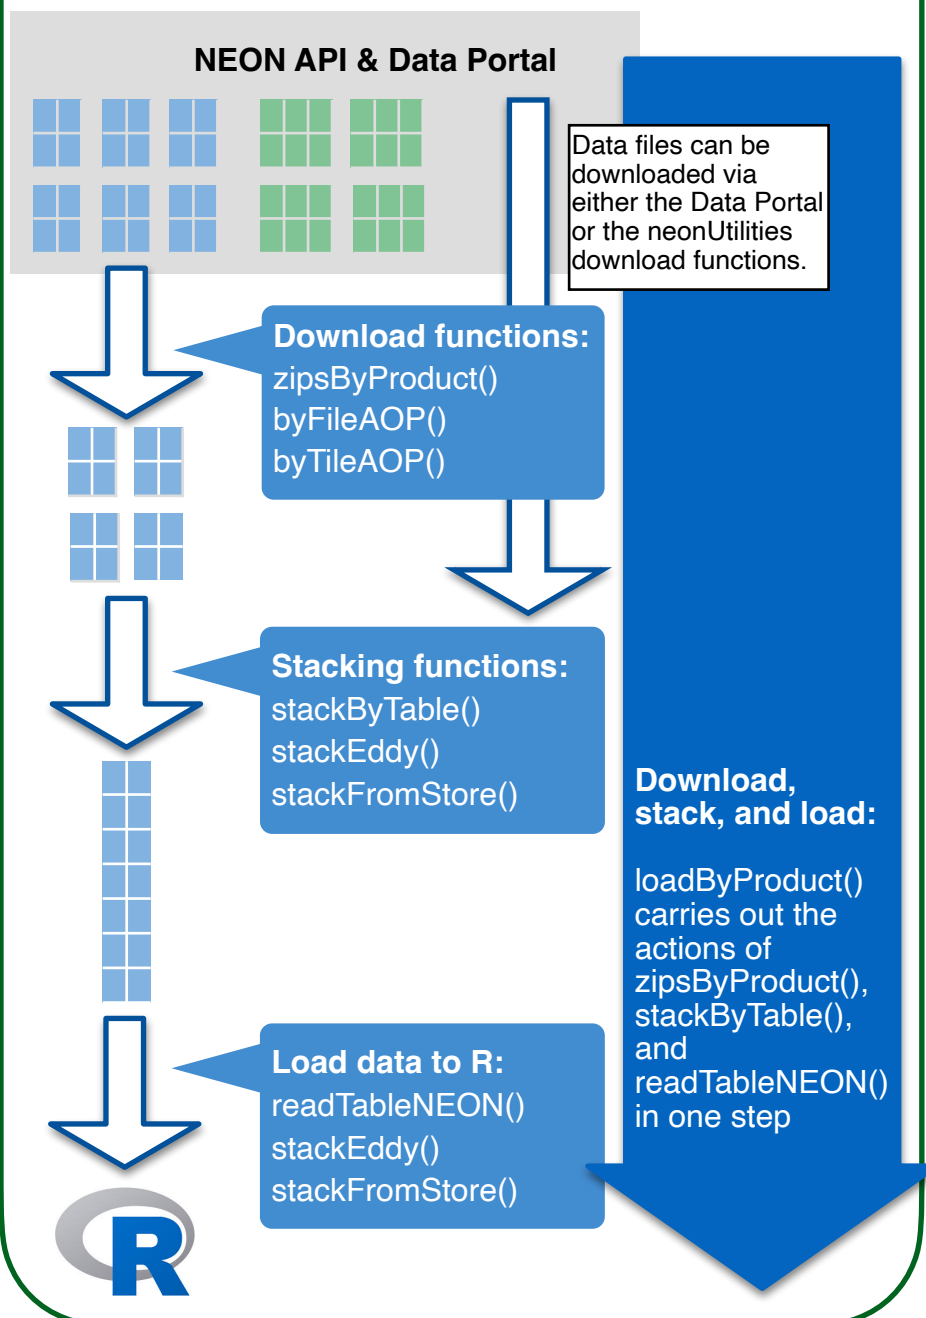 NEON API & Data Portal
Data files can be
downloaded via
either the Data Portal
or the neonUtilities
download functions.
Download functions:
zipsByProduct()
byFileAOP()
byTileAOP()
Stacking functions:
stackByTable()
stackEddy()
stackFromStore()
Download,
stack, and load:
loadByProduct()
carries out the
actions of
zipsByProduct(),
stackByTable(),
and
readTableNEON()
in one step
Load data to R:
readTableNEON()
stackEddy()
stackFromStore()
R